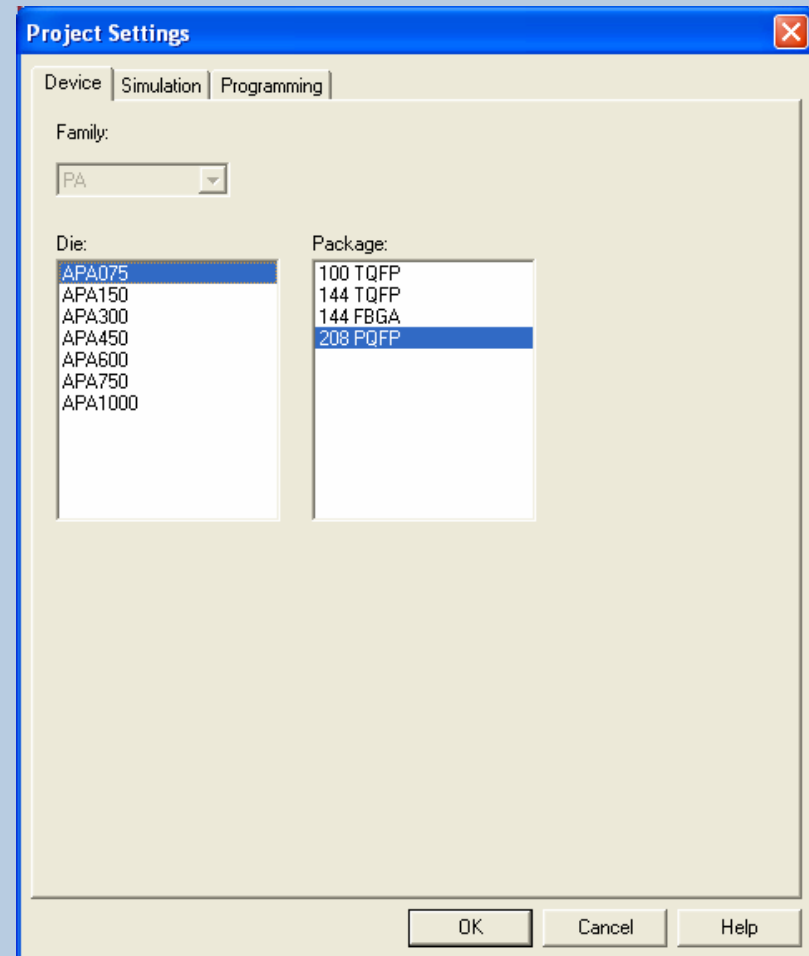 Project Settings
Device Simulation Programming
Family:
PA
Die:
APA075
APA150
APA300
APA450
APA600
APA750
APA1000
Package:
100 TQFP
144 TQFP
144 FBGA
208 PQFP
OK Cancel Help